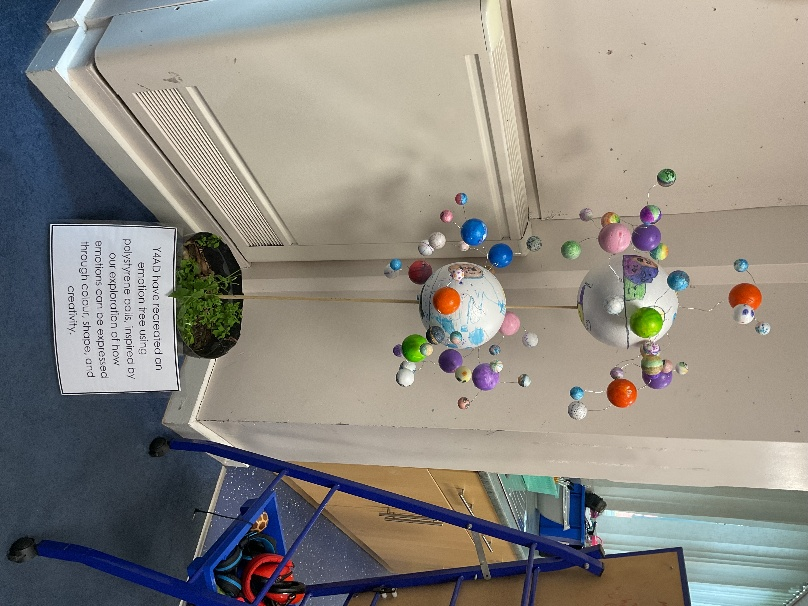 Y4AD have recreated an
emotion tree using
polystyrene balls, inspired by
our exploration of how
emotions can be expressed
through colour, shape, and
creativity.